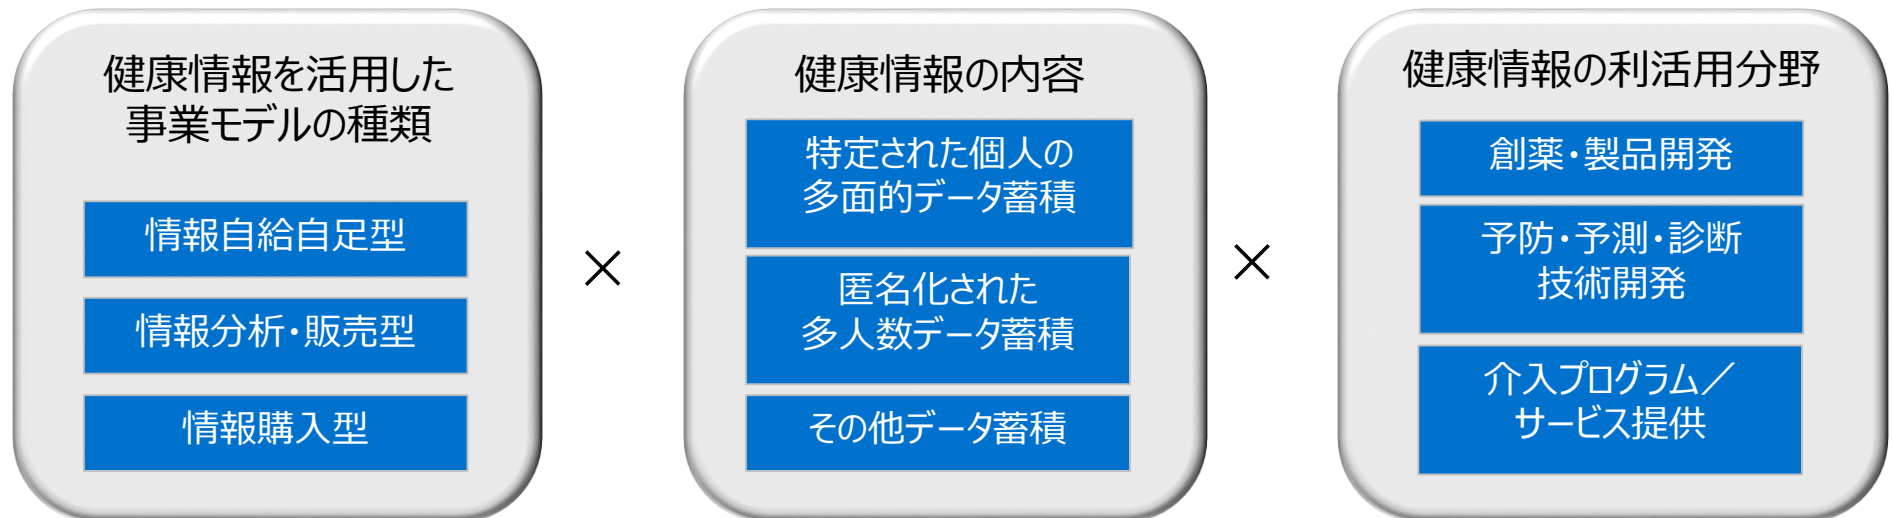 健康情報を活用した
事業モデルの種類
情報自給自足型
情報分析・販売型
情報購入型
×
健康情報の内容
特定された個人の
多面的データ蓄積
匿名化された
多人数データ蓄積
その他データ蓄積
×
健康情報の利活用分野
創薬・製品開発
予防・予測・診断
技術開発
介入プログラム／
サービス提供